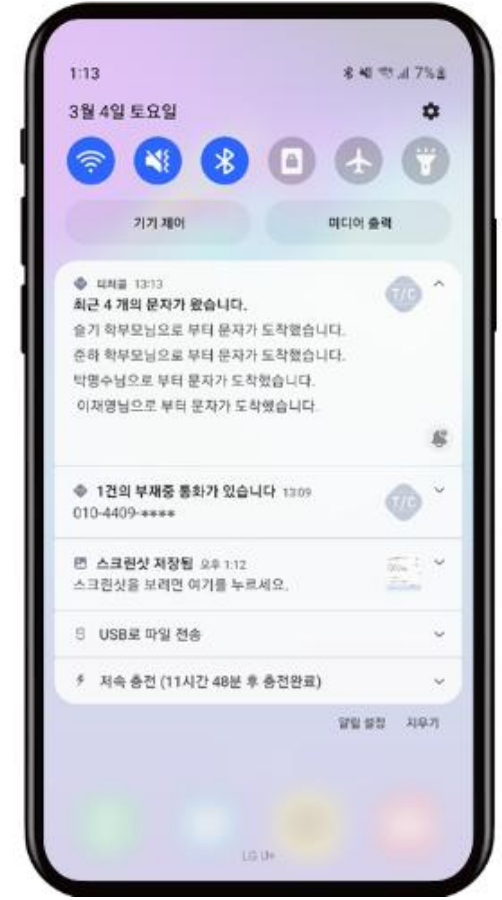 1:13
7%
3월 4일 토요일
기기 제어
미디어 출력
티처콜 13:13
T/C
최근 4 개의 문자가 왔습니다.
슬기 학부모님으로 부터 문자가 도착했습니다.
준하 학부모님으로 부터 문자가 도착했습니다.
박명수님으로 부터 문자가 도착했습니다.
이재영님으로 부터 문자가 도착했습니다.
1건의 부재중 통화가 있습니다 13:09
T/C
010-4409-****
스크린샷 저장됨 오후 1:12
스크린샷을 보려면 여기를 누르세요.
USB로 파일 전송
저속 충전 (11시간 48분 후 충전완료)
알림 설정 지우기
LG U+